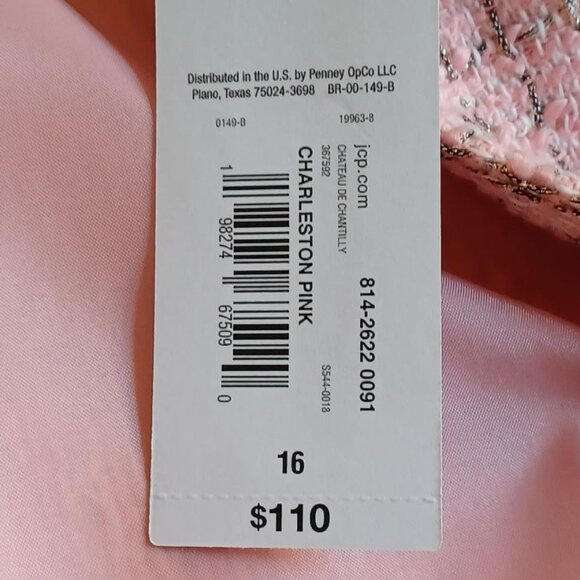 Distributed in the U.S. by Penney OpCo LLC
Plano, Texas 75024-3698 BR-00-149-B
0149-B 19963-8
jcp.com 814-2622 0091
CHATEAU DE CHANTILLY
367592 S544-0018
CHARLESTON PINK
1 98274 67509 0
16
$110